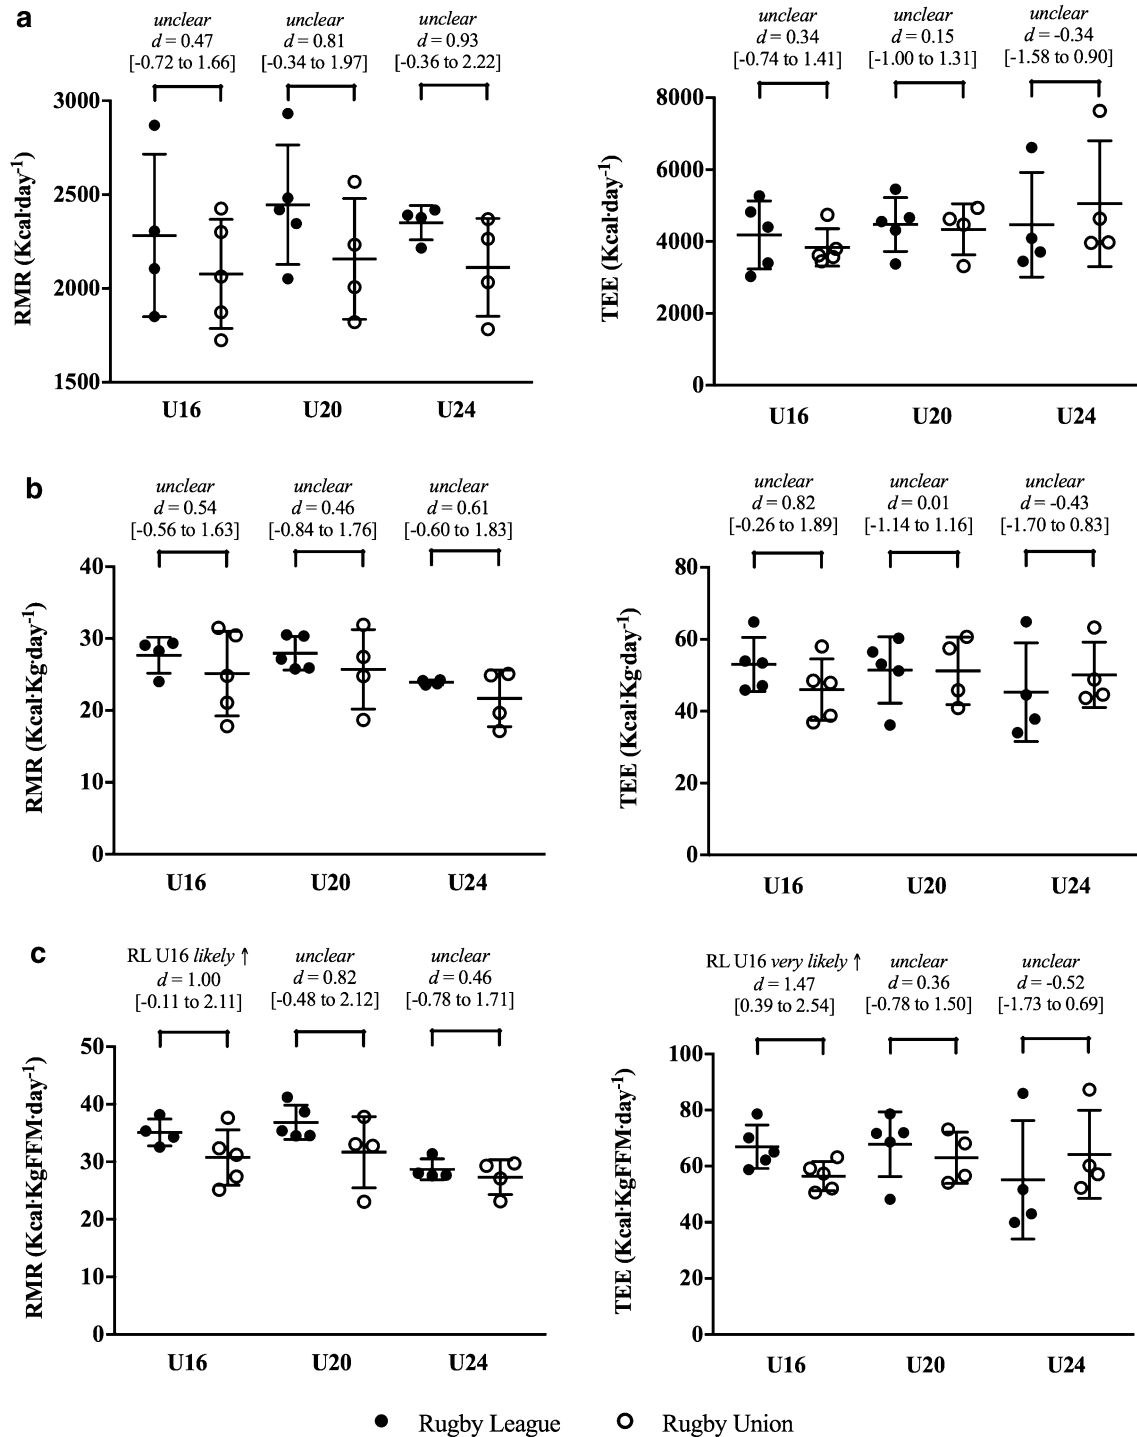 a
unclear
d = 0.47
[-0.72 to 1.66]
unclear
d = 0.81
[-0.34 to 1.97]
unclear
d = 0.93
[-0.36 to 2.22]
RMR (Kcal·day⁻¹)
3000
2500
2000
1500
U16
U20
U24
unclear
d = 0.34
[-0.74 to 1.41]
unclear
d = 0.15
[-1.00 to 1.31]
unclear
d = -0.34
[-1.58 to 0.90]
TEE (Kcal·day⁻¹)
8000
6000
4000
2000
0
U16
U20
U24
b
unclear
d = 0.54
[-0.56 to 1.63]
unclear
d = 0.46
[-0.84 to 1.76]
unclear
d = 0.61
[-0.60 to 1.83]
RMR (Kcal·Kg·day⁻¹)
40
30
20
10
0
U16
U20
U24
unclear
d = 0.82
[-0.26 to 1.89]
unclear
d = 0.01
[-1.14 to 1.16]
unclear
d = -0.43
[-1.70 to 0.83]
TEE (Kcal·Kg·day⁻¹)
80
60
40
20
0
U16
U20
U24
c
RL U16 likely ↑
d = 1.00
[-0.11 to 2.11]
unclear
d = 0.82
[-0.48 to 2.12]
unclear
d = 0.46
[-0.78 to 1.71]
RMR (Kcal·KgFFM·day⁻¹)
50
40
30
20
10
0
U16
U20
U24
RL U16 very likely ↑
d = 1.47
[0.39 to 2.54]
unclear
d = 0.36
[-0.78 to 1.50]
unclear
d = -0.52
[-1.73 to 0.69]
TEE (Kcal·KgFFM·day⁻¹)
100
80
60
40
20
0
U16
U20
U24
Rugby League
Rugby Union